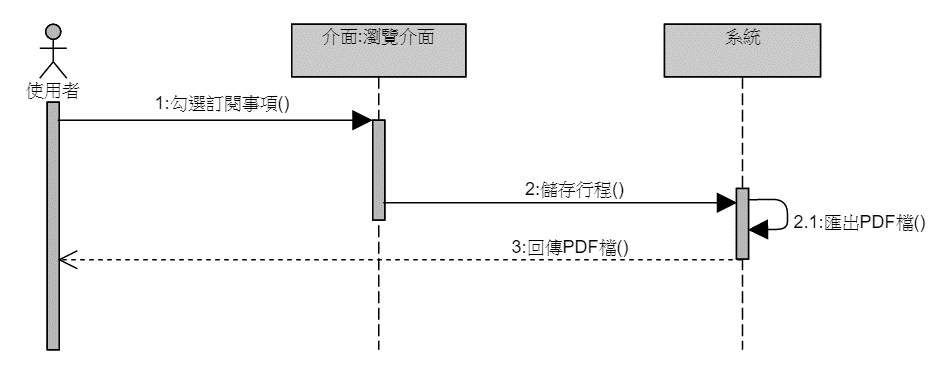 介面:瀏覽介面
系統
使用者
1:勾選訂閱事項()
2:儲存行程()
2.1:匯出PDF檔()
3:回傳PDF檔()